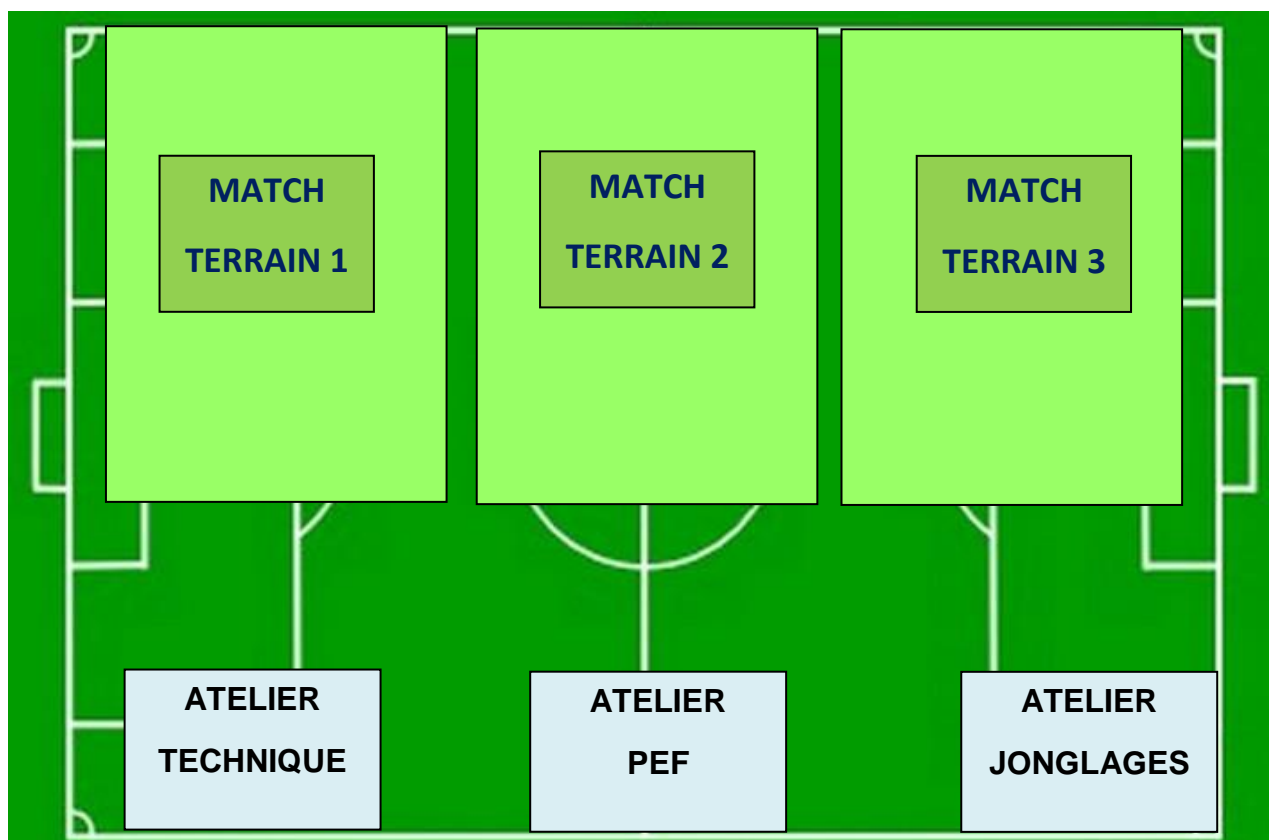 MATCH
TERRAIN 1
MATCH
TERRAIN 2
MATCH
TERRAIN 3
ATELIER
TECHNIQUE
ATELIER
PEF
ATELIER
JONGLAGES